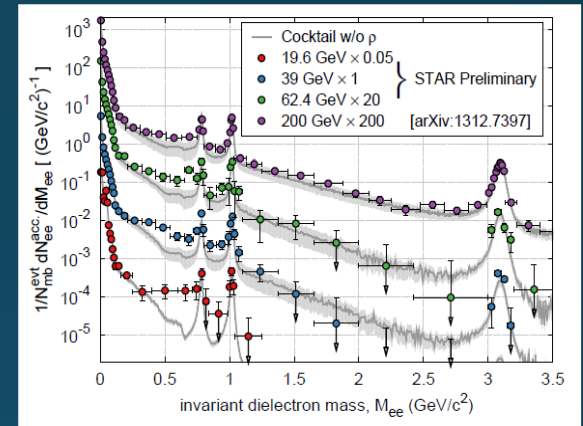 Cocktail w/o ρ
19.6 GeV × 0.05
39 GeV × 1
62.4 GeV × 20
200 GeV × 200
} STAR Preliminary
[arXiv:1312.7397]
1/N^evt_mb dN^acc._ee/dM_ee [ (GeV/c²)⁻¹ ]
10³
10²
10¹
10⁰
10⁻¹
10⁻²
10⁻³
10⁻⁴
10⁻⁵
0 0.5 1 1.5 2 2.5 3 3.5
invariant dielectron mass, M_ee (GeV/c²)